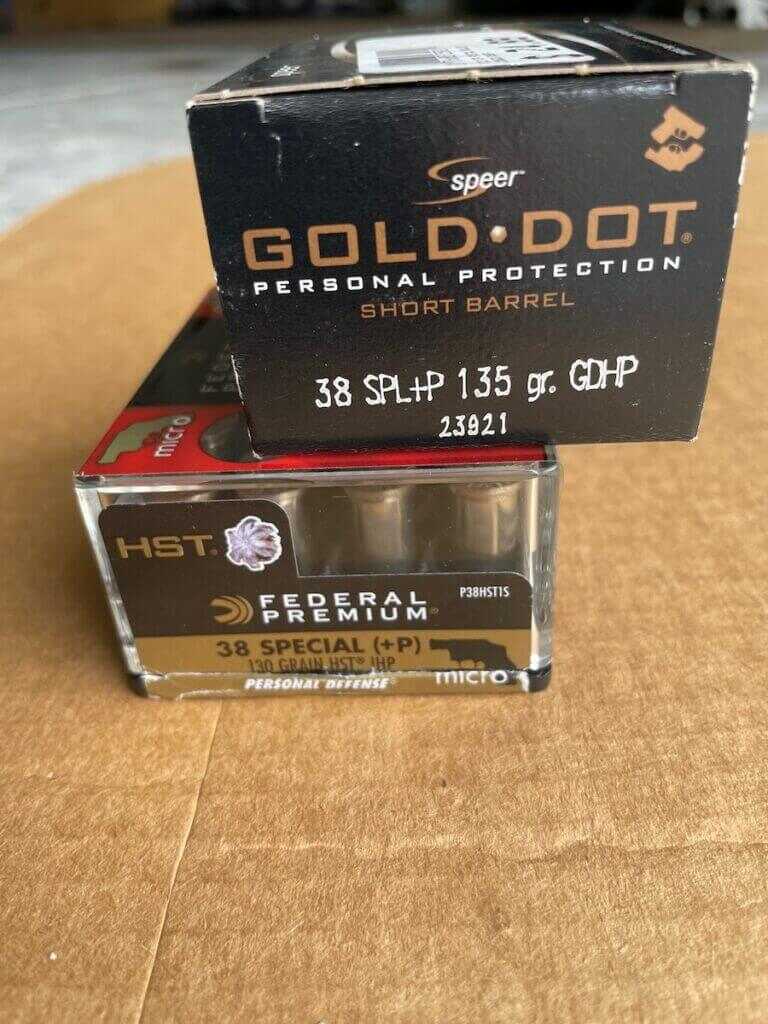 speer™
GOLD DOT®
PERSONAL PROTECTION
SHORT BARREL
38 SPL+P 135 gr. GDHP
23921
micro
HST®
P38HST1S
FEDERAL
PREMIUM®
38 SPECIAL (+P)
130 GRAIN HST® JHP
PERSONAL DEFENSE®
micro